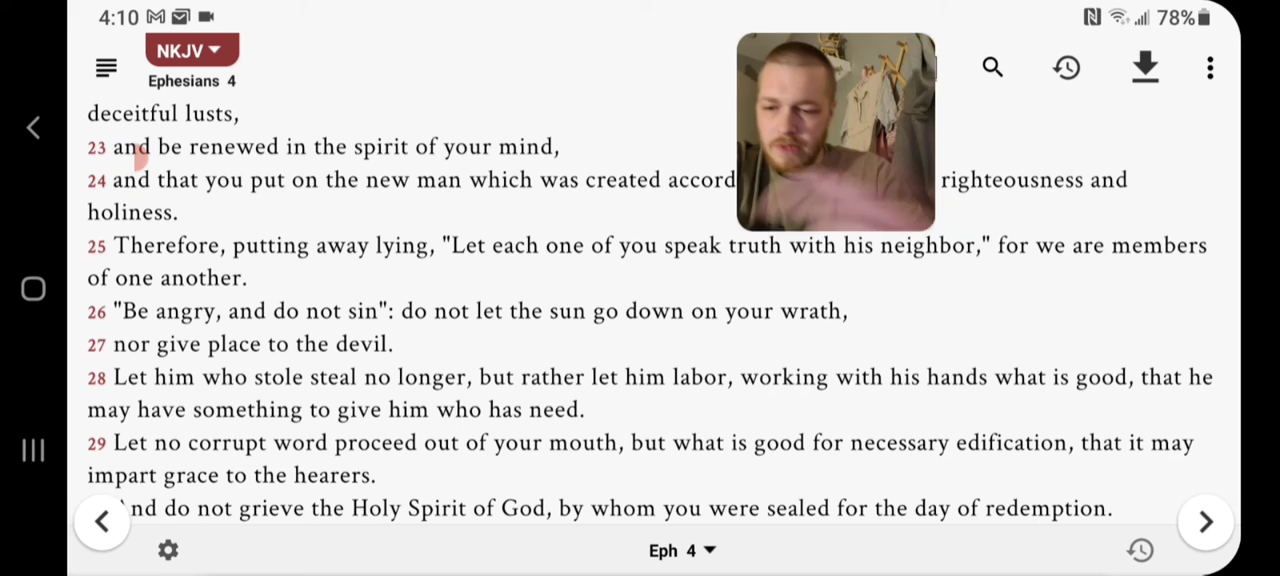 4:10
78%
NKJV
Ephesians 4
deceitful lusts,
23 and be renewed in the spirit of your mind,
24 and that you put on the new man which was created accord righteousness and
holiness.
25 Therefore, putting away lying, "Let each one of you speak truth with his neighbor," for we are members
of one another.
26 "Be angry, and do not sin": do not let the sun go down on your wrath,
27 nor give place to the devil.
28 Let him who stole steal no longer, but rather let him labor, working with his hands what is good, that he
may have something to give him who has need.
29 Let no corrupt word proceed out of your mouth, but what is good for necessary edification, that it may
impart grace to the hearers.
nd do not grieve the Holy Spirit of God, by whom you were sealed for the day of redemption.
Eph 4